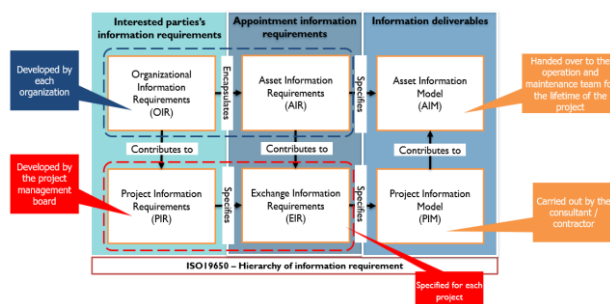 Interested parties's
information requirements
Appointment information
requirements
Information deliverables
Developed by
each
organization
Organizational
Information
Requirements
(OIR)
Encapsulates
Asset Information
Requirements
(AIR)
Specifies
Asset Information
Model
(AIM)
Handed over to the
operation and
maintenance team for
the lifetime of the
project
Contributes to
Contributes to
Contributes to
Developed by
the project
management
board
Project Information
Requirements
(PIR)
Specifies
Exchange Information
Requirements
(EIR)
Specifies
Project Information
Model
(PIM)
Carried out by the
consultant /
contractor
ISO19650 – Hierarchy of information requirement
Specified for each
project